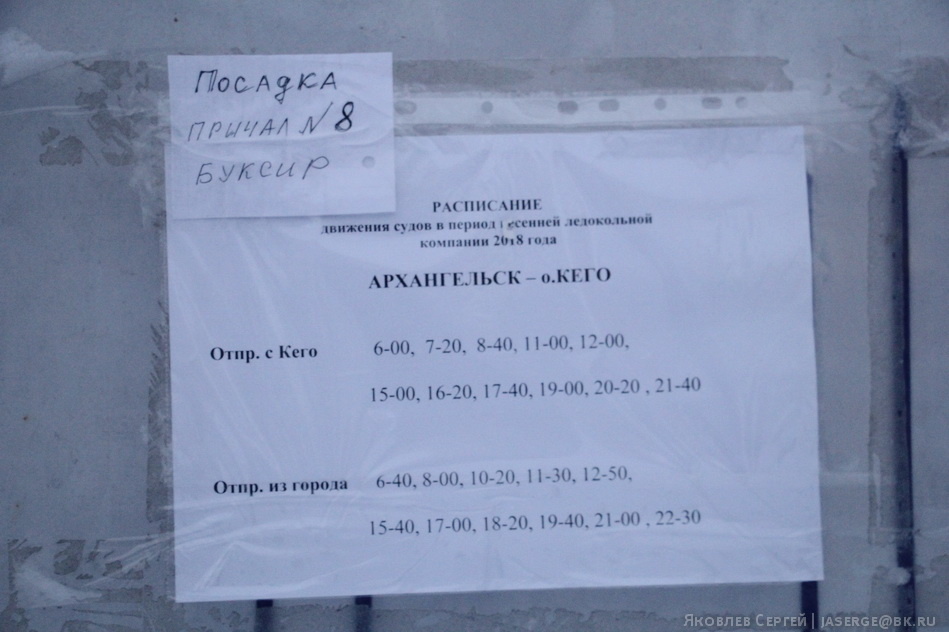 Посадка
причал N 8
буксир
РАСПИСАНИЕ
движения судов в период весенней ледокольной
компании 2018 года
АРХАНГЕЛЬСК – о.КЕГО
Отпр. с Кего 6-00, 7-20, 8-40, 11-00, 12-00,
15-00, 16-20, 17-40, 19-00, 20-20 , 21-40
Отпр. из города 6-40, 8-00, 10-20, 11-30, 12-50,
15-40, 17-00, 18-20, 19-40, 21-00 , 22-30
Яковлев Сергей | jaserge@bk.ru